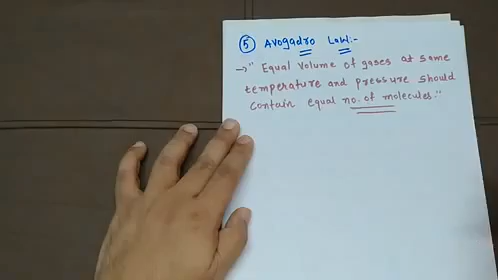 ⑤ Avogadro Law:-
→" Equal Volume of gases at same
temperature and pressure should
contain equal no. of molecules."